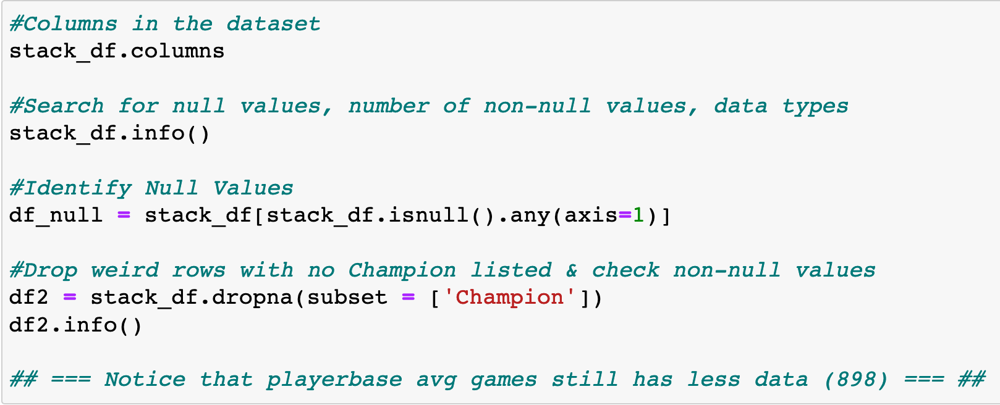 #Columns in the dataset
stack_df.columns
#Search for null values, number of non-null values, data types
stack_df.info()
#Identify Null Values
df_null = stack_df[stack_df.isnull().any(axis=1)]
#Drop weird rows with no Champion listed & check non-null values
df2 = stack_df.dropna(subset = ['Champion'])
df2.info()
## === Notice that playerbase avg games still has less data (898) === ##